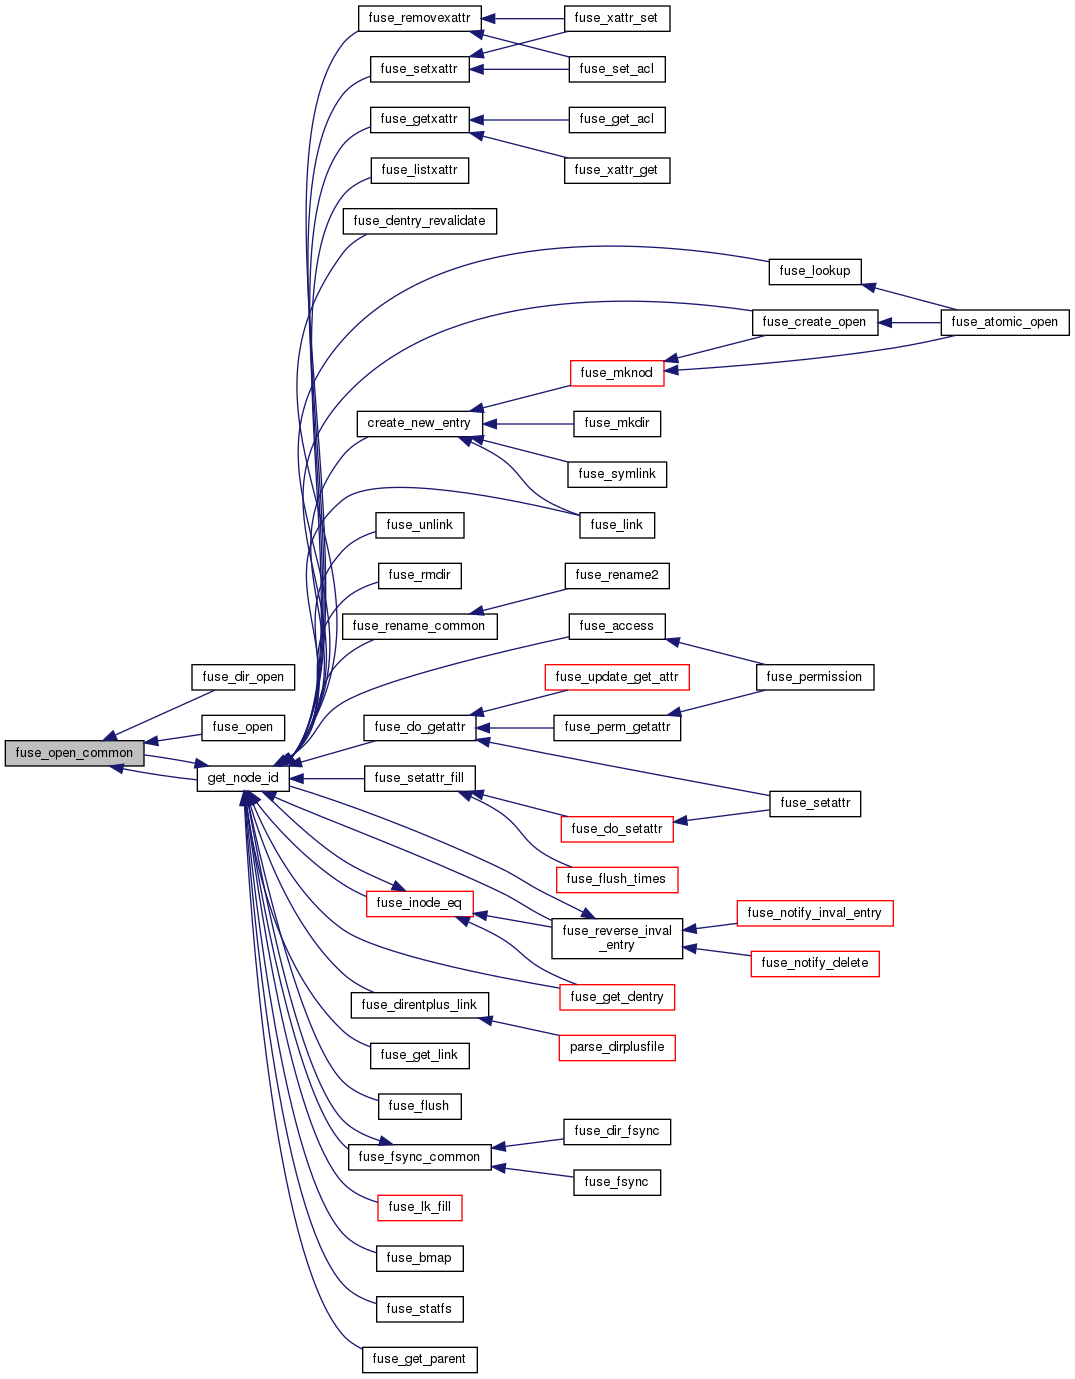 fuse_removexattr
fuse_xattr_set
fuse_setxattr
fuse_set_acl
fuse_getxattr
fuse_get_acl
fuse_listxattr
fuse_xattr_get
fuse_dentry_revalidate
fuse_lookup
fuse_create_open
fuse_atomic_open
fuse_mknod
create_new_entry
fuse_mkdir
fuse_symlink
fuse_unlink
fuse_link
fuse_rmdir
fuse_rename2
fuse_rename_common
fuse_access
fuse_dir_open
fuse_update_get_attr
fuse_permission
fuse_open
fuse_do_getattr
fuse_perm_getattr
fuse_open_common
get_node_id
fuse_setattr_fill
fuse_setattr
fuse_do_setattr
fuse_flush_times
fuse_inode_eq
fuse_notify_inval_entry
fuse_reverse_inval
_entry
fuse_notify_delete
fuse_get_dentry
fuse_direntplus_link
parse_dirplusfile
fuse_get_link
fuse_flush
fuse_dir_fsync
fuse_fsync_common
fuse_fsync
fuse_lk_fill
fuse_bmap
fuse_statfs
fuse_get_parent